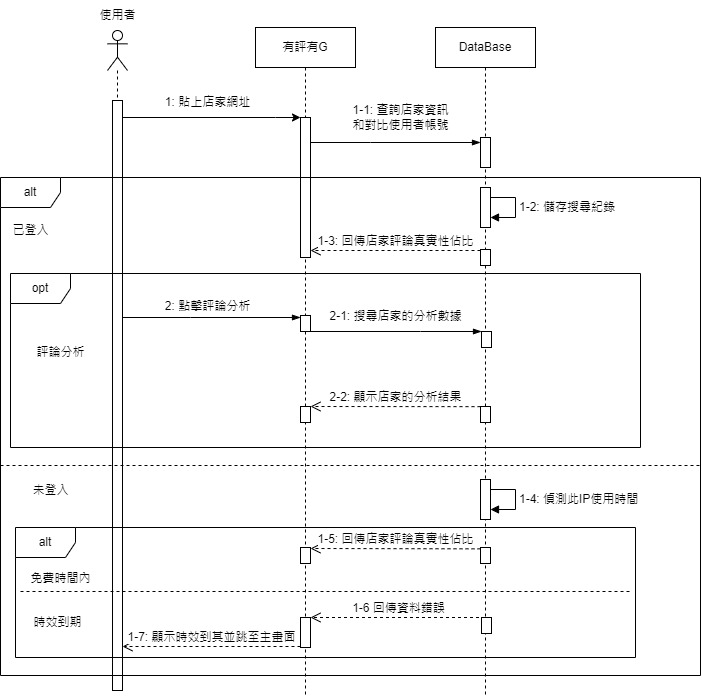 使用者
有評有G
DataBase
1: 貼上店家網址
1-1: 查詢店家資訊
和對比使用者帳號
alt
1-2: 儲存搜尋紀錄
已登入
1-3: 回傳店家評論真實性佔比
opt
2: 點擊評論分析
2-1: 搜尋店家的分析數據
評論分析
2-2: 顯示店家的分析結果
未登入
1-4: 偵測此IP使用時間
alt
1-5: 回傳店家評論真實性佔比
免費時間內
1-6 回傳資料錯誤
時效到期
1-7: 顯示時效到其並跳至主畫面